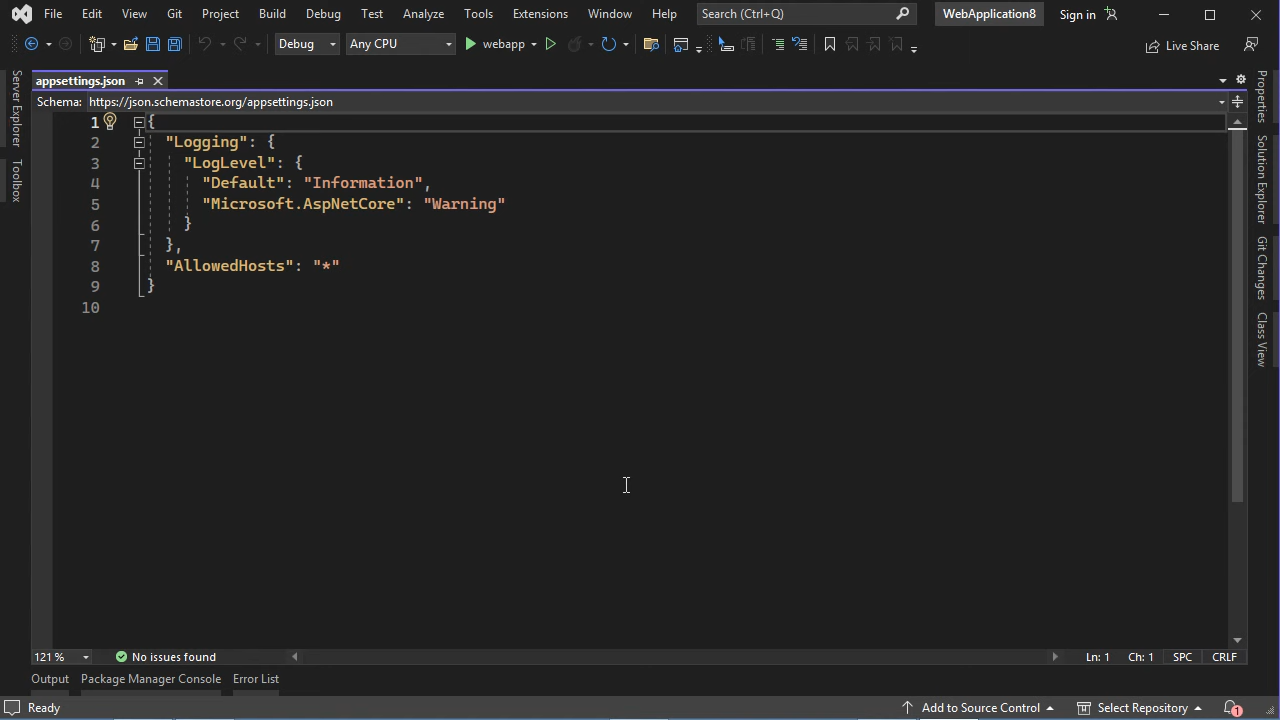 File Edit View Git Project Build Debug Test Analyze Tools Extensions Window Help Search (Ctrl+Q) WebApplication8 Sign in
Debug Any CPU webapp Live Share
appsettings.json
Schema: https://json.schemastore.org/appsettings.json
1 {
2 "Logging": {
3 "LogLevel": {
4 "Default": "Information",
5 "Microsoft.AspNetCore": "Warning"
6 }
7 },
8 "AllowedHosts": "*"
9 }
10
Server Explorer
Toolbox
Properties
Solution Explorer
Git Changes
Class View
121 % No issues found Ln: 1 Ch: 1 SPC CRLF
Output Package Manager Console Error List
Ready Add to Source Control Select Repository 1